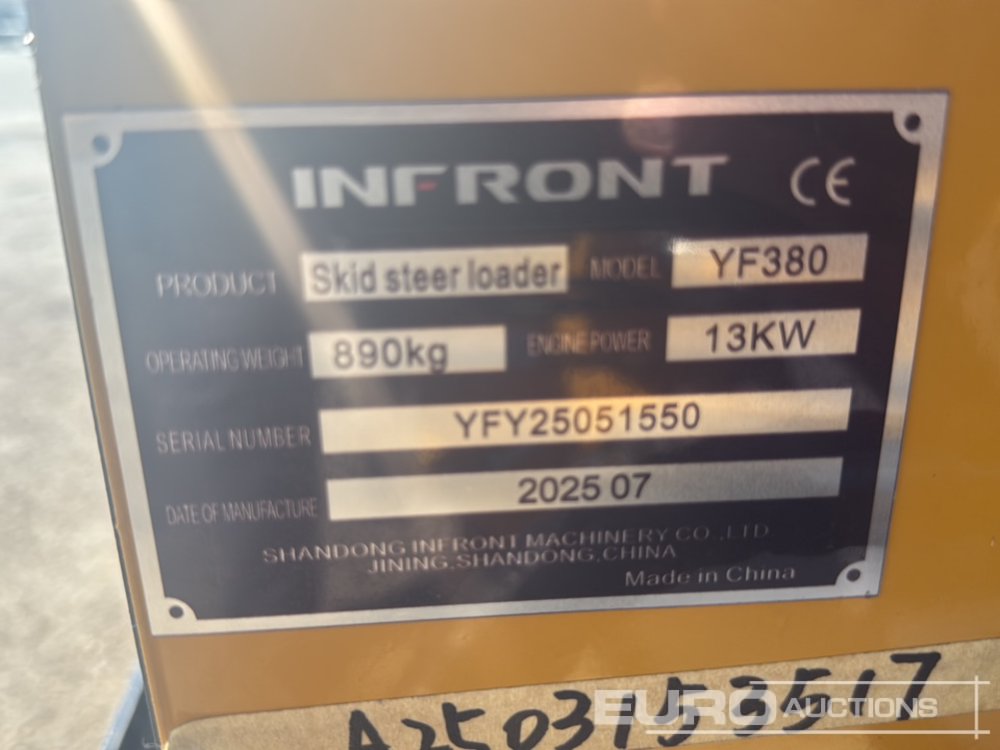 INFRONT CE
PRODUCT Skid steer loader MODEL YF380
OPERATING WEIGHT 890kg ENGINE POWER 13KW
SERIAL NUMBER YFY25051550
DATE OF MANUFACTURE 2025 07
SHANDONG INFRONT MACHINERY CO.,LTD
JINING,SHANDONG,CHINA
Made in China
A2503153517
EURO AUCTIONS